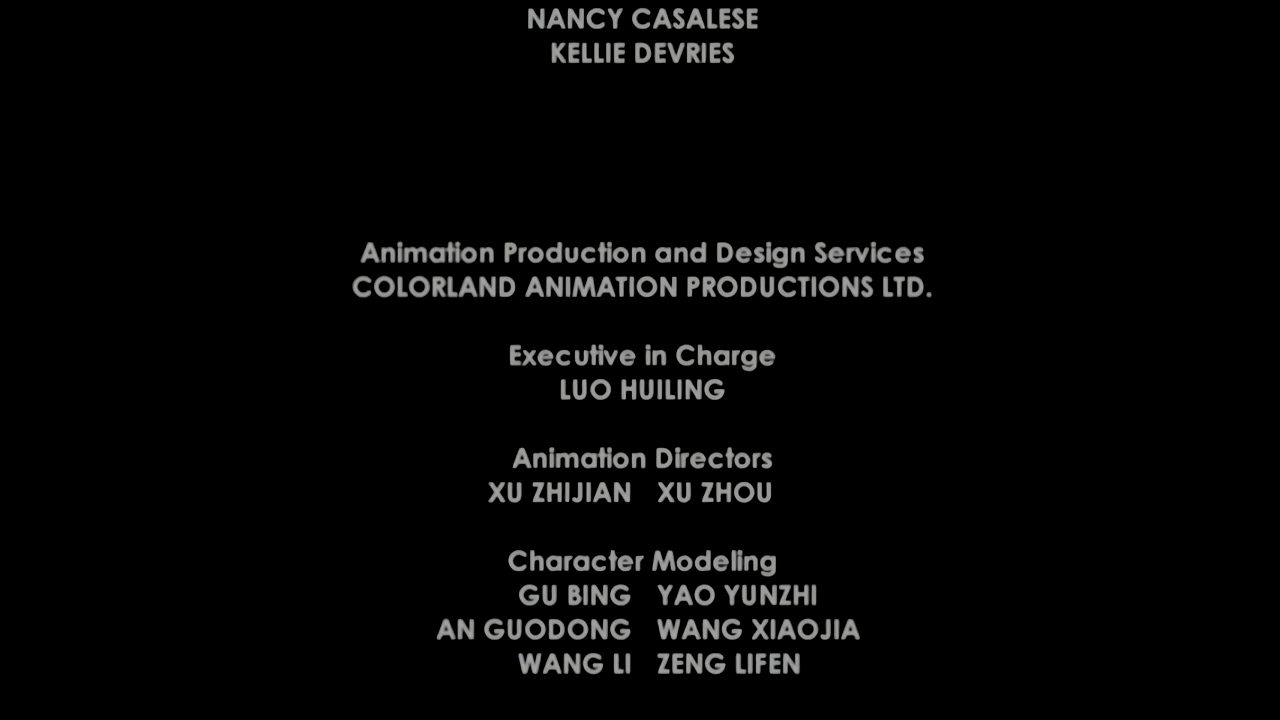 NANCY CASALESE
KELLIE DEVRIES
Animation Production and Design Services
COLORLAND ANIMATION PRODUCTIONS LTD.
Executive in Charge
LUO HUILING
Animation Directors
XU ZHIJIAN XU ZHOU
Character Modeling
GU BING YAO YUNZHI
AN GUODONG WANG XIAOJIA
WANG LI ZENG LIFEN